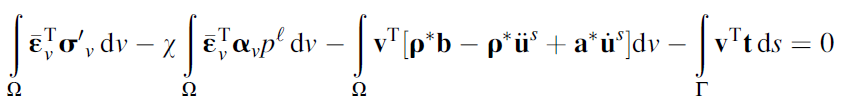 ∫_Ω ε̄_v^T σ′_v dv − χ ∫_Ω ε̄_v^T α_v p^ℓ dv − ∫_Ω v^T[ρ*b − ρ*ü^s + a*u̇^s]dv − ∫_Γ v^T t ds = 0